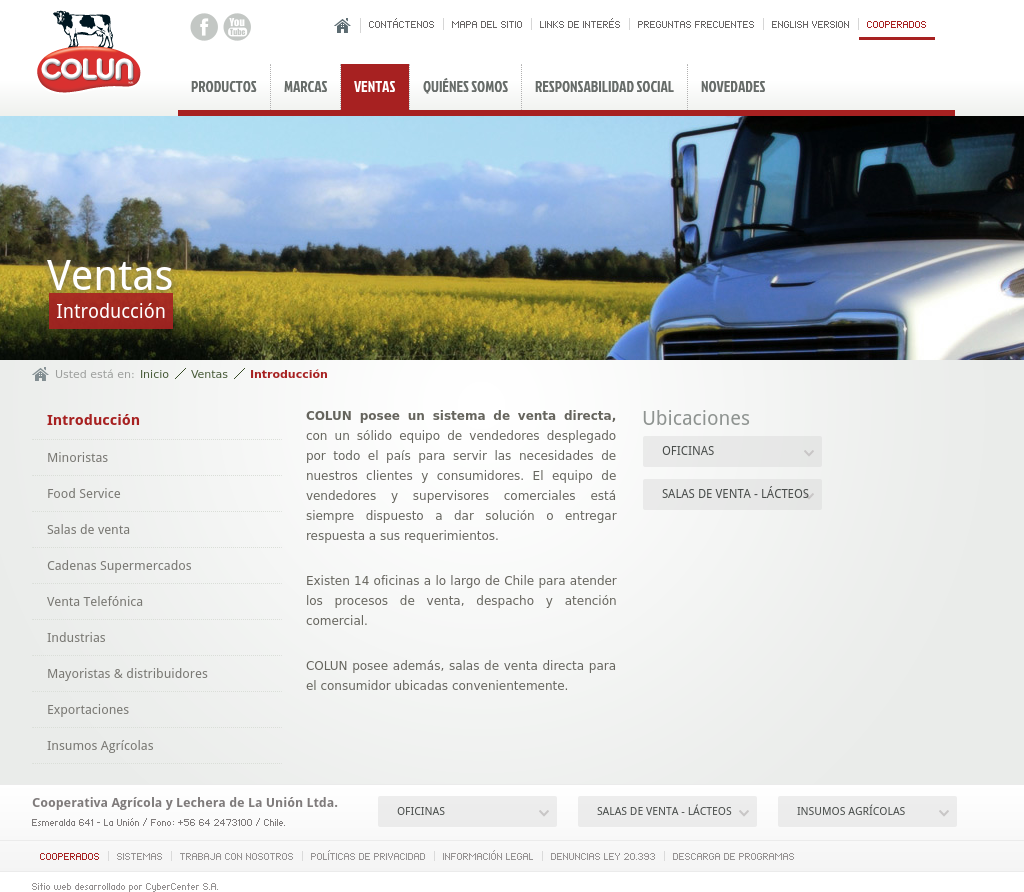 COLUN
You
Tube
CONTÁCTENOS
MAPA DEL SITIO
LINKS DE INTERÉS
PREGUNTAS FRECUENTES
ENGLISH VERSION
COOPERADOS
PRODUCTOS
MARCAS
VENTAS
QUIÉNES SOMOS
RESPONSABILIDAD SOCIAL
NOVEDADES
Ventas
Introducción
Usted está en: Inicio / Ventas / Introducción
Introducción
Minoristas
Food Service
Salas de venta
Cadenas Supermercados
Venta Telefónica
Industrias
Mayoristas & distribuidores
Exportaciones
Insumos Agrícolas
COLUN posee un sistema de venta directa,
con un sólido equipo de vendedores desplegado
por todo el país para servir las necesidades de
nuestros clientes y consumidores. El equipo de
vendedores y supervisores comerciales está
siempre dispuesto a dar solución o entregar
respuesta a sus requerimientos.
Existen 14 oficinas a lo largo de Chile para atender
los procesos de venta, despacho y atención
comercial.
COLUN posee además, salas de venta directa para
el consumidor ubicadas convenientemente.
Ubicaciones
OFICINAS
SALAS DE VENTA - LÁCTEOS
Cooperativa Agrícola y Lechera de La Unión Ltda.
Esmeralda 641 - La Unión / Fono: +56 64 2473100 / Chile.
OFICINAS
SALAS DE VENTA - LÁCTEOS
INSUMOS AGRÍCOLAS
COOPERADOS
SISTEMAS
TRABAJA CON NOSOTROS
POLÍTICAS DE PRIVACIDAD
INFORMACIÓN LEGAL
DENUNCIAS LEY 20.393
DESCARGA DE PROGRAMAS
Sitio web desarrollado por CyberCenter S.A.